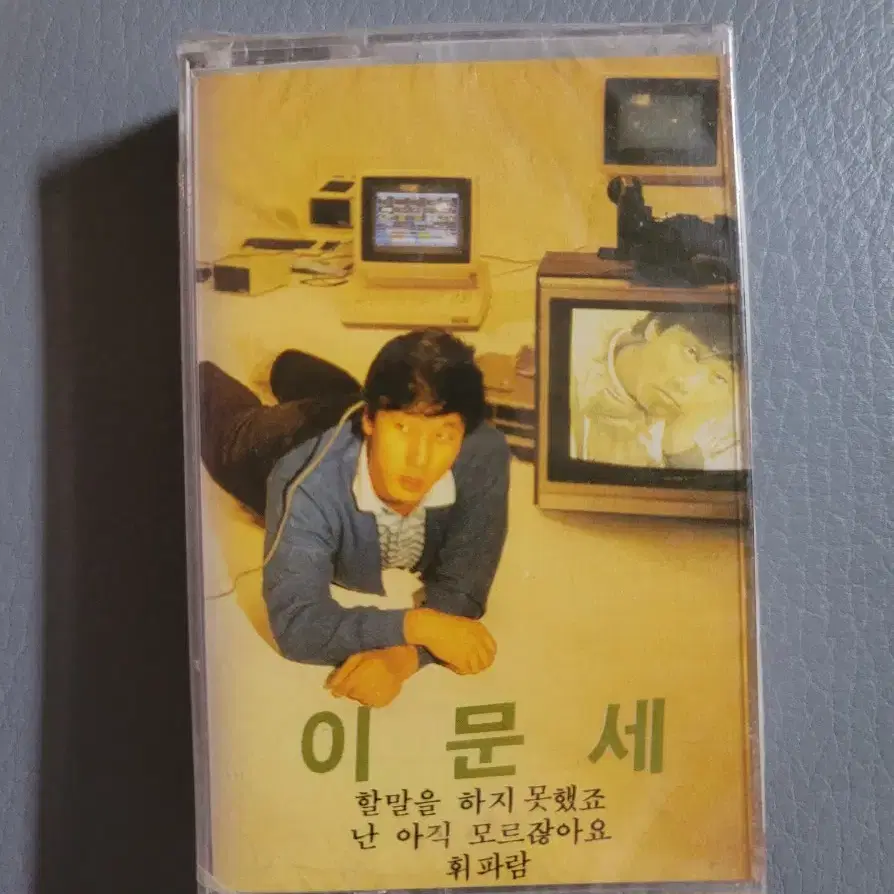 이 문 세
할말을 하지 못했죠
난 아직 모르잖아요
휘파람